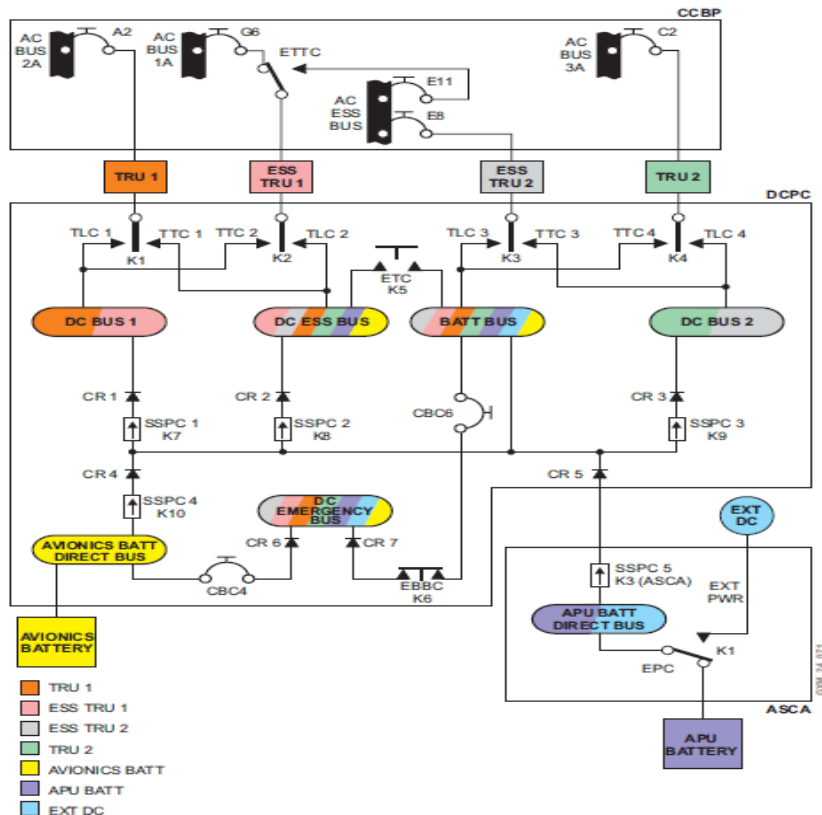 CCBP
AC
BUS
2A
A2
AC
BUS
1A
G6
ETTC
AC
ESS
BUS
E11
E8
AC
BUS
3A
C2
TRU 1
ESS
TRU 1
ESS
TRU 2
TRU 2
DCPC
TLC 1
TTC 1
K1
TTC 2
TLC 2
K2
ETC
K5
TLC 3
TTC 3
K3
TTC 4
TLC 4
K4
DC BUS 1
DC ESS BUS
BATT BUS
DC BUS 2
CR 1
SSPC 1
K7
CR 2
SSPC 2
K8
CBC6
CR 3
SSPC 3
K9
CR 4
SSPC 4
K10
DC
EMERGENCY
BUS
CR 5
EXT
DC
AVIONICS BATT
DIRECT BUS
CBC4
CR 6
CR 7
EBBC
K6
SSPC 5
K3 (ASCA)
EXT
PWR
APU BATT
DIRECT BUS
K1
EPC
ASCA
AVIONICS
BATTERY
APU
BATTERY
TRU 1
ESS TRU 1
ESS TRU 2
TRU 2
AVIONICS BATT
APU BATT
EXT DC